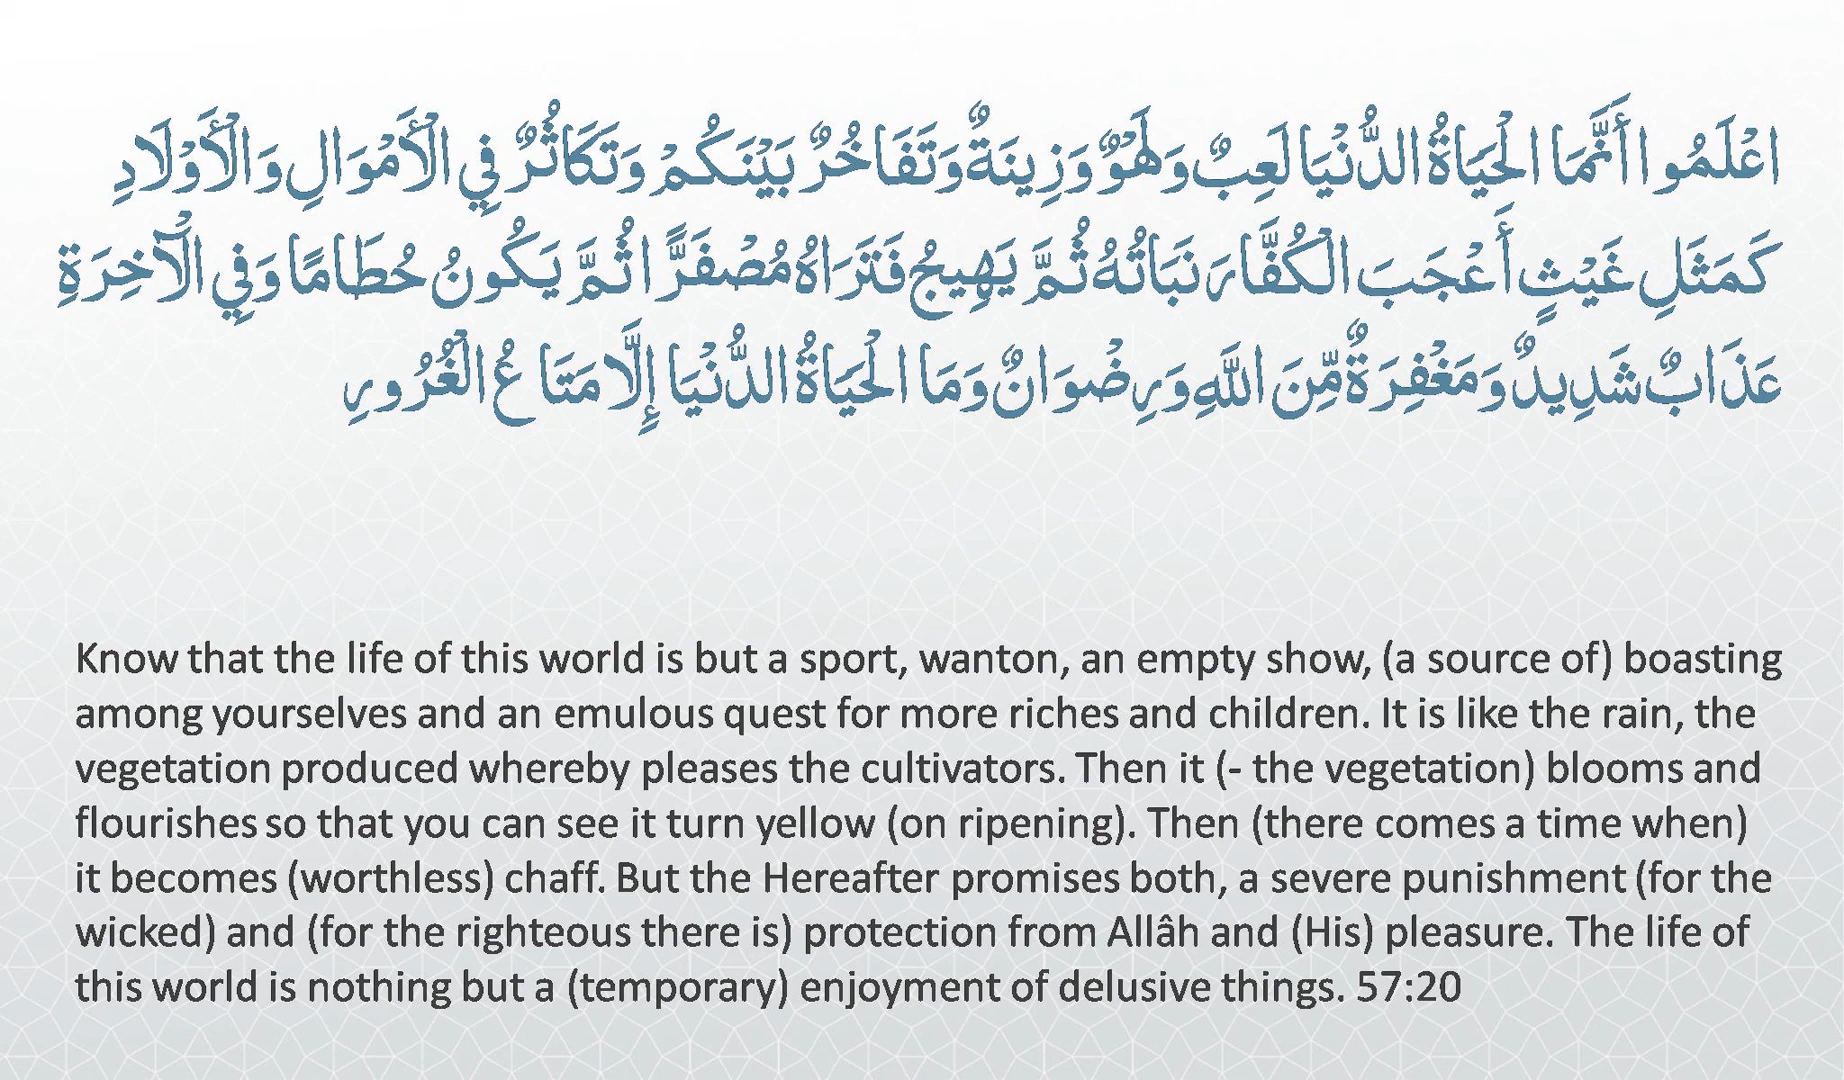 اعْلَمُوا أَنَّمَا الْحَيَاةُ الدُّنْيَا لَعِبٌ وَلَهْوٌ وَزِينَةٌ وَتَفَاخُرٌ بَيْنَكُمْ وَتَكَاثُرٌ فِي الْأَمْوَالِ وَالْأَوْلَادِ
كَمَثَلِ غَيْثٍ أَعْجَبَ الْكُفَّارَ نَبَاتُهُ ثُمَّ يَهِيجُ فَتَرَاهُ مُصْفَرًّا ثُمَّ يَكُونُ حُطَامًا وَفِي الْآخِرَةِ
عَذَابٌ شَدِيدٌ وَمَغْفِرَةٌ مِّنَ اللَّهِ وَرِضْوَانٌ وَمَا الْحَيَاةُ الدُّنْيَا إِلَّا مَتَاعُ الْغُرُورِ
Know that the life of this world is but a sport, wanton, an empty show, (a source of) boasting
among yourselves and an emulous quest for more riches and children. It is like the rain, the
vegetation produced whereby pleases the cultivators. Then it (- the vegetation) blooms and
flourishes so that you can see it turn yellow (on ripening). Then (there comes a time when)
it becomes (worthless) chaff. But the Hereafter promises both, a severe punishment (for the
wicked) and (for the righteous there is) protection from Allâh and (His) pleasure. The life of
this world is nothing but a (temporary) enjoyment of delusive things. 57:20